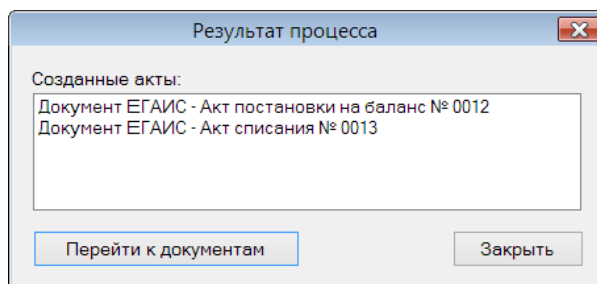 Результат процесса
Созданные акты:
Документ ЕГАИС - Акт постановки на баланс № 0012
Документ ЕГАИС - Акт списания № 0013
Перейти к документам
Закрыть